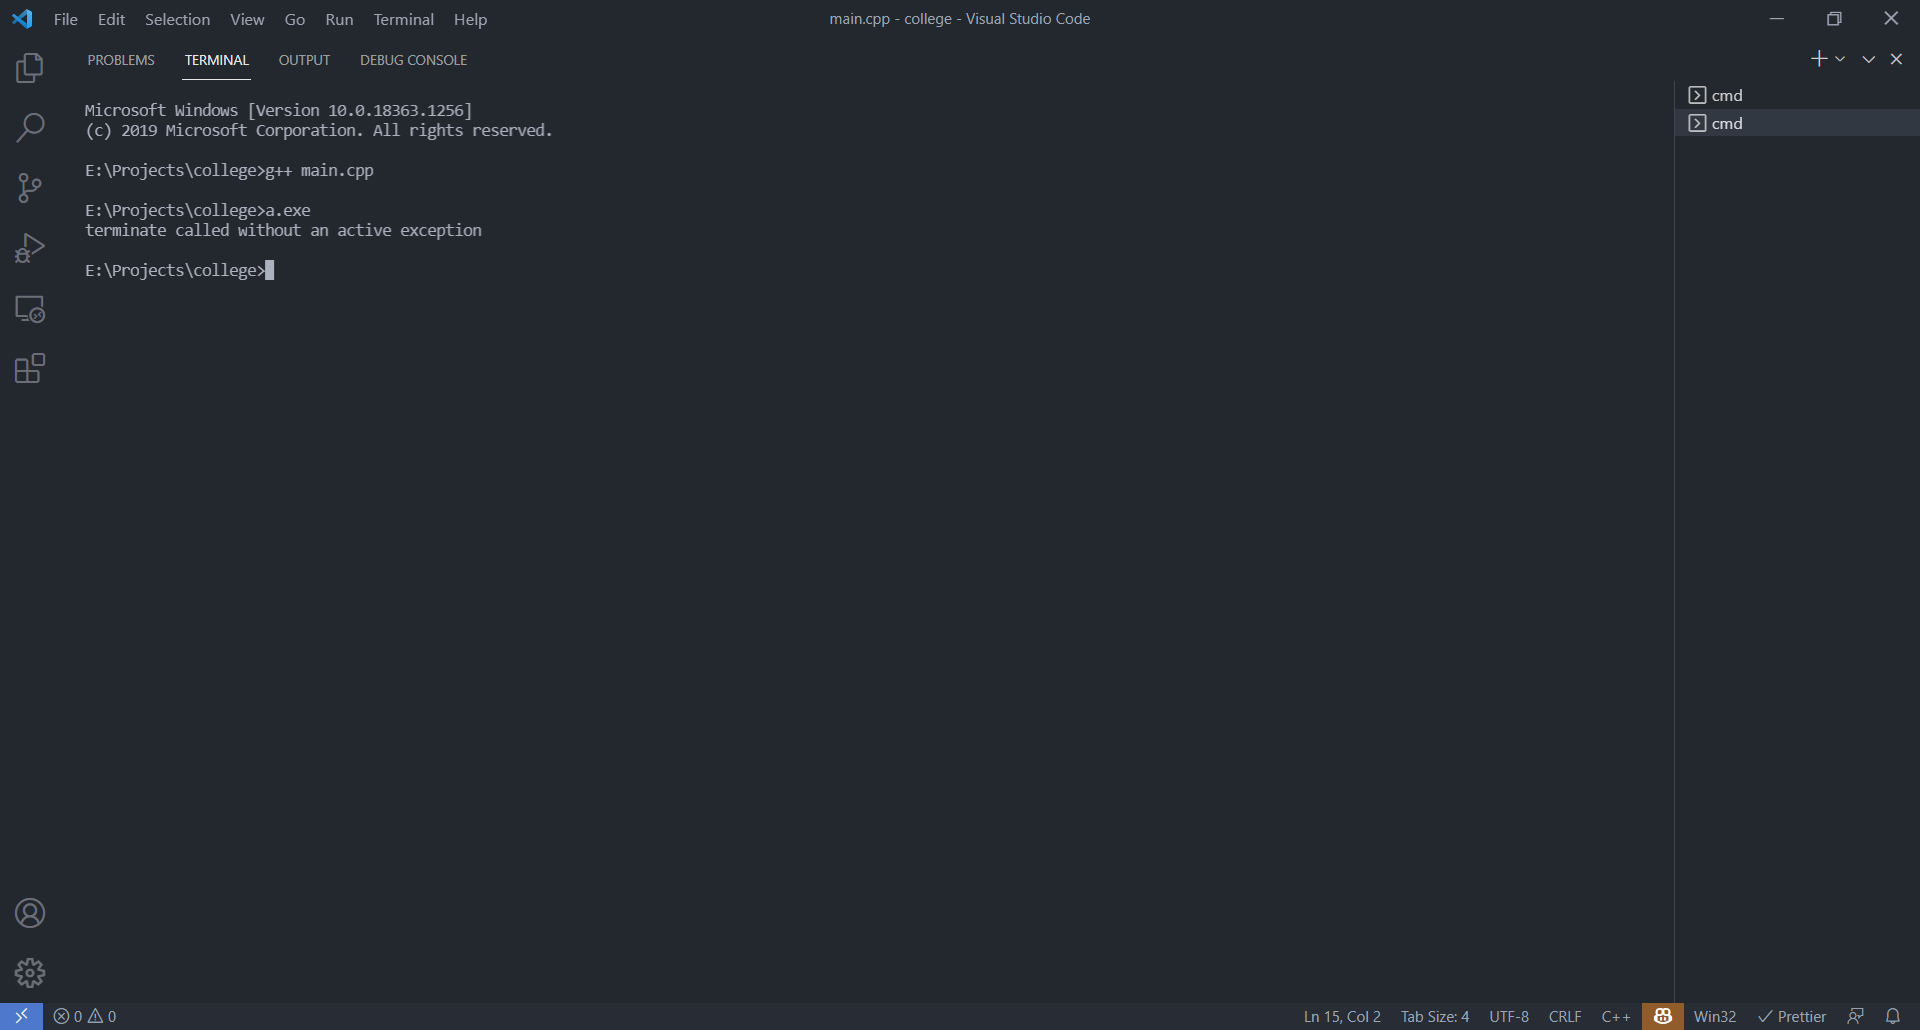 File Edit Selection View Go Run Terminal Help
main.cpp - college - Visual Studio Code
PROBLEMS TERMINAL OUTPUT DEBUG CONSOLE
Microsoft Windows [Version 10.0.18363.1256]
(c) 2019 Microsoft Corporation. All rights reserved.
E:\Projects\college>g++ main.cpp
E:\Projects\college>a.exe
terminate called without an active exception
E:\Projects\college>
cmd
cmd
0 0
Ln 15, Col 2 Tab Size: 4 UTF-8 CRLF C++ Win32 Prettier